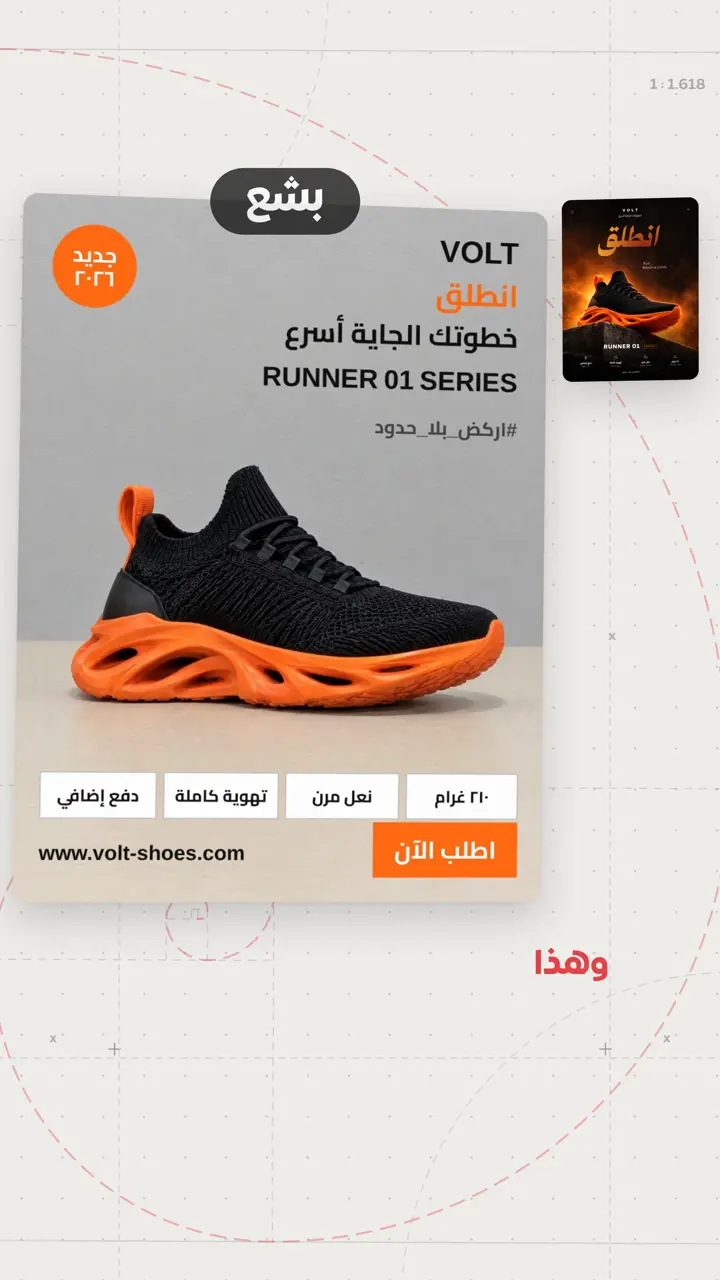 1 : 1.618
بشع
جديد
٢٠٢٦
VOLT
انطلق
خطوتك الجاية أسرع
RUNNER 01 SERIES
#اركض_بلا_حدود
٢١٠ غرام
نعل مرن
تهوية كاملة
دفع إضافي
اطلب الآن
www.volt-shoes.com
VOLT
انطلق
RUNNER 01
وهذا
x
x
x